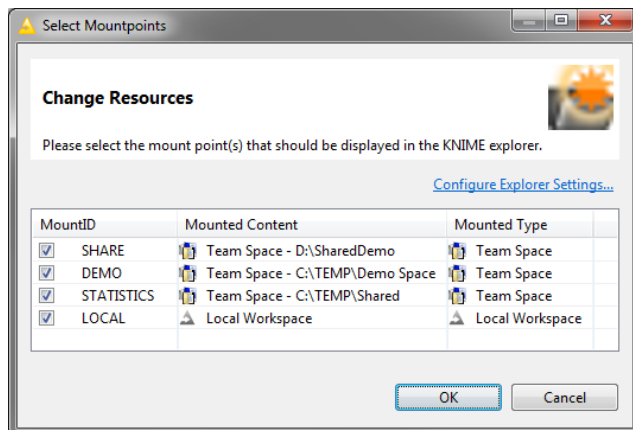 Select Mountpoints
Change Resources
Please select the mount point(s) that should be displayed in the KNIME explorer.
Configure Explorer Settings...
MountID Mounted Content Mounted Type
SHARE Team Space - D:\SharedDemo Team Space
DEMO Team Space - C:\TEMP\Demo Space Team Space
STATISTICS Team Space - C:\TEMP\Shared Team Space
LOCAL Local Workspace Local Workspace
OK Cancel